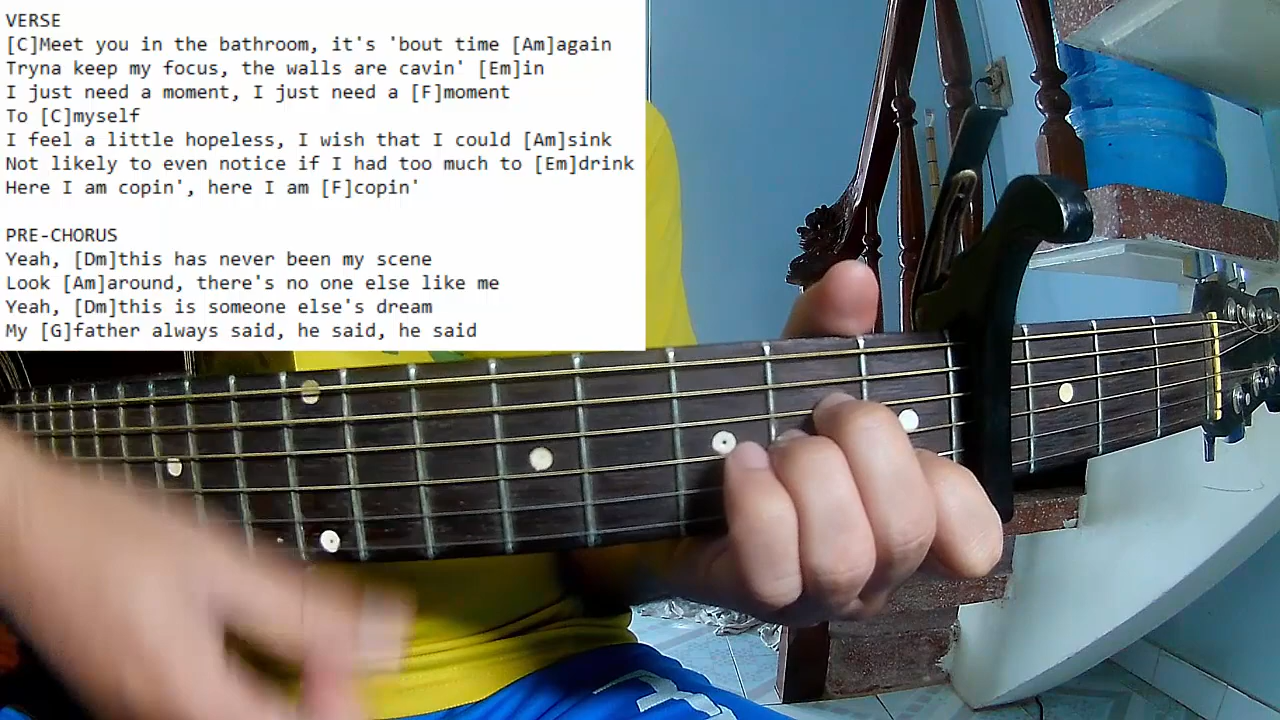 VERSE
[C]Meet you in the bathroom, it's 'bout time [Am]again
Tryna keep my focus, the walls are cavin' [Em]in
I just need a moment, I just need a [F]moment
To [C]myself
I feel a little hopeless, I wish that I could [Am]sink
Not likely to even notice if I had too much to [Em]drink
Here I am copin', here I am [F]copin'
PRE-CHORUS
Yeah, [Dm]this has never been my scene
Look [Am]around, there's no one else like me
Yeah, [Dm]this is someone else's dream
My [G]father always said, he said, he said